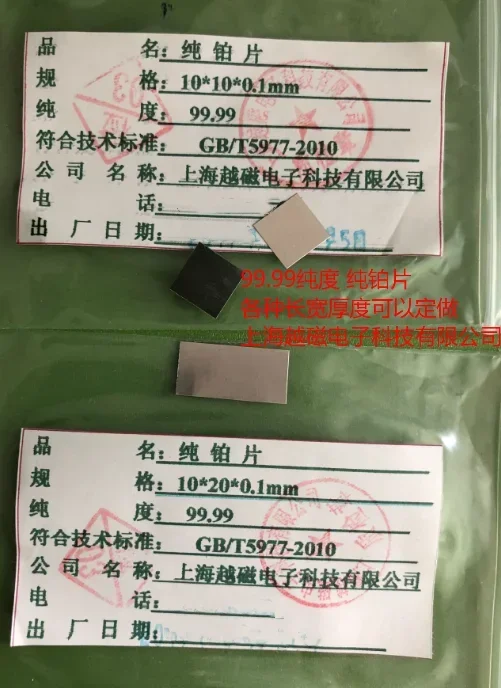 品 名：纯铂片
规 格：10*10*0.1mm
纯 度：99.99
符合技术标准：GB/T5977-2010
公司 名称：上海越磁电子科技有限公司
电 话：
出 厂 日 期：
99.99纯度 纯铂片
各种长宽厚度可以定做
上海越磁电子科技有限公司
品 名：纯铂片
规 格：10*20*0.1mm
纯 度：99.99
符合技术标准：GB/T5977-2010
公司 名称：上海越磁电子科技有限公司
电 话：
出 厂 日 期：